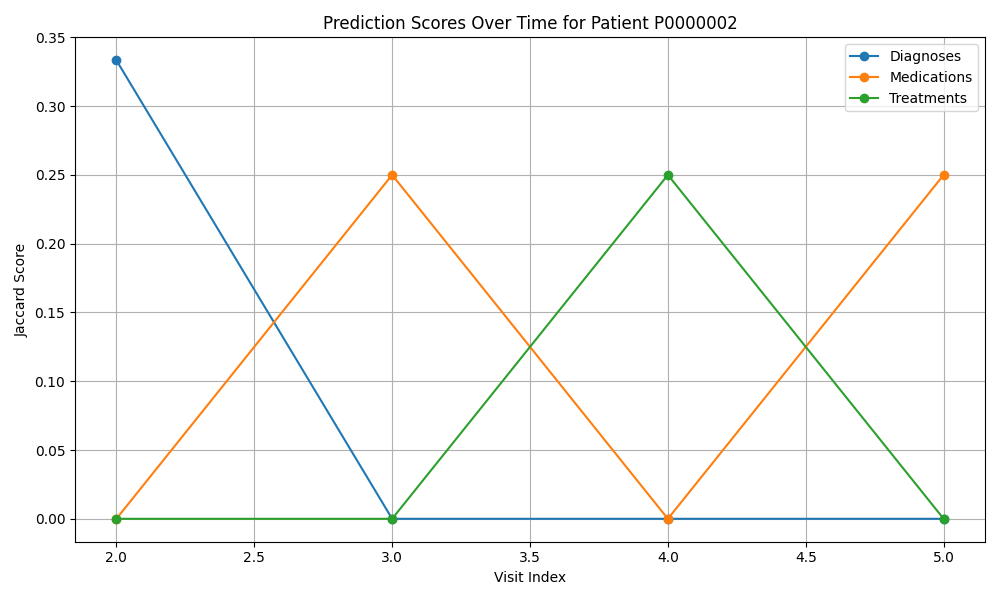 Prediction Scores Over Time for Patient P0000002
Diagnoses
Medications
Treatments
Jaccard Score
0.35
0.30
0.25
0.20
0.15
0.10
0.05
0.00
2.0 2.5 3.0 3.5 4.0 4.5 5.0
Visit Index